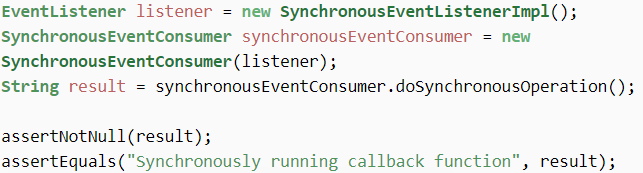 EventListener listener = new SynchronousEventListenerImpl();
SynchronousEventConsumer synchronousEventConsumer = new
SynchronousEventConsumer(listener);
String result = synchronousEventConsumer.doSynchronousOperation();

assertNotNull(result);
assertEquals("Synchronously running callback function", result);